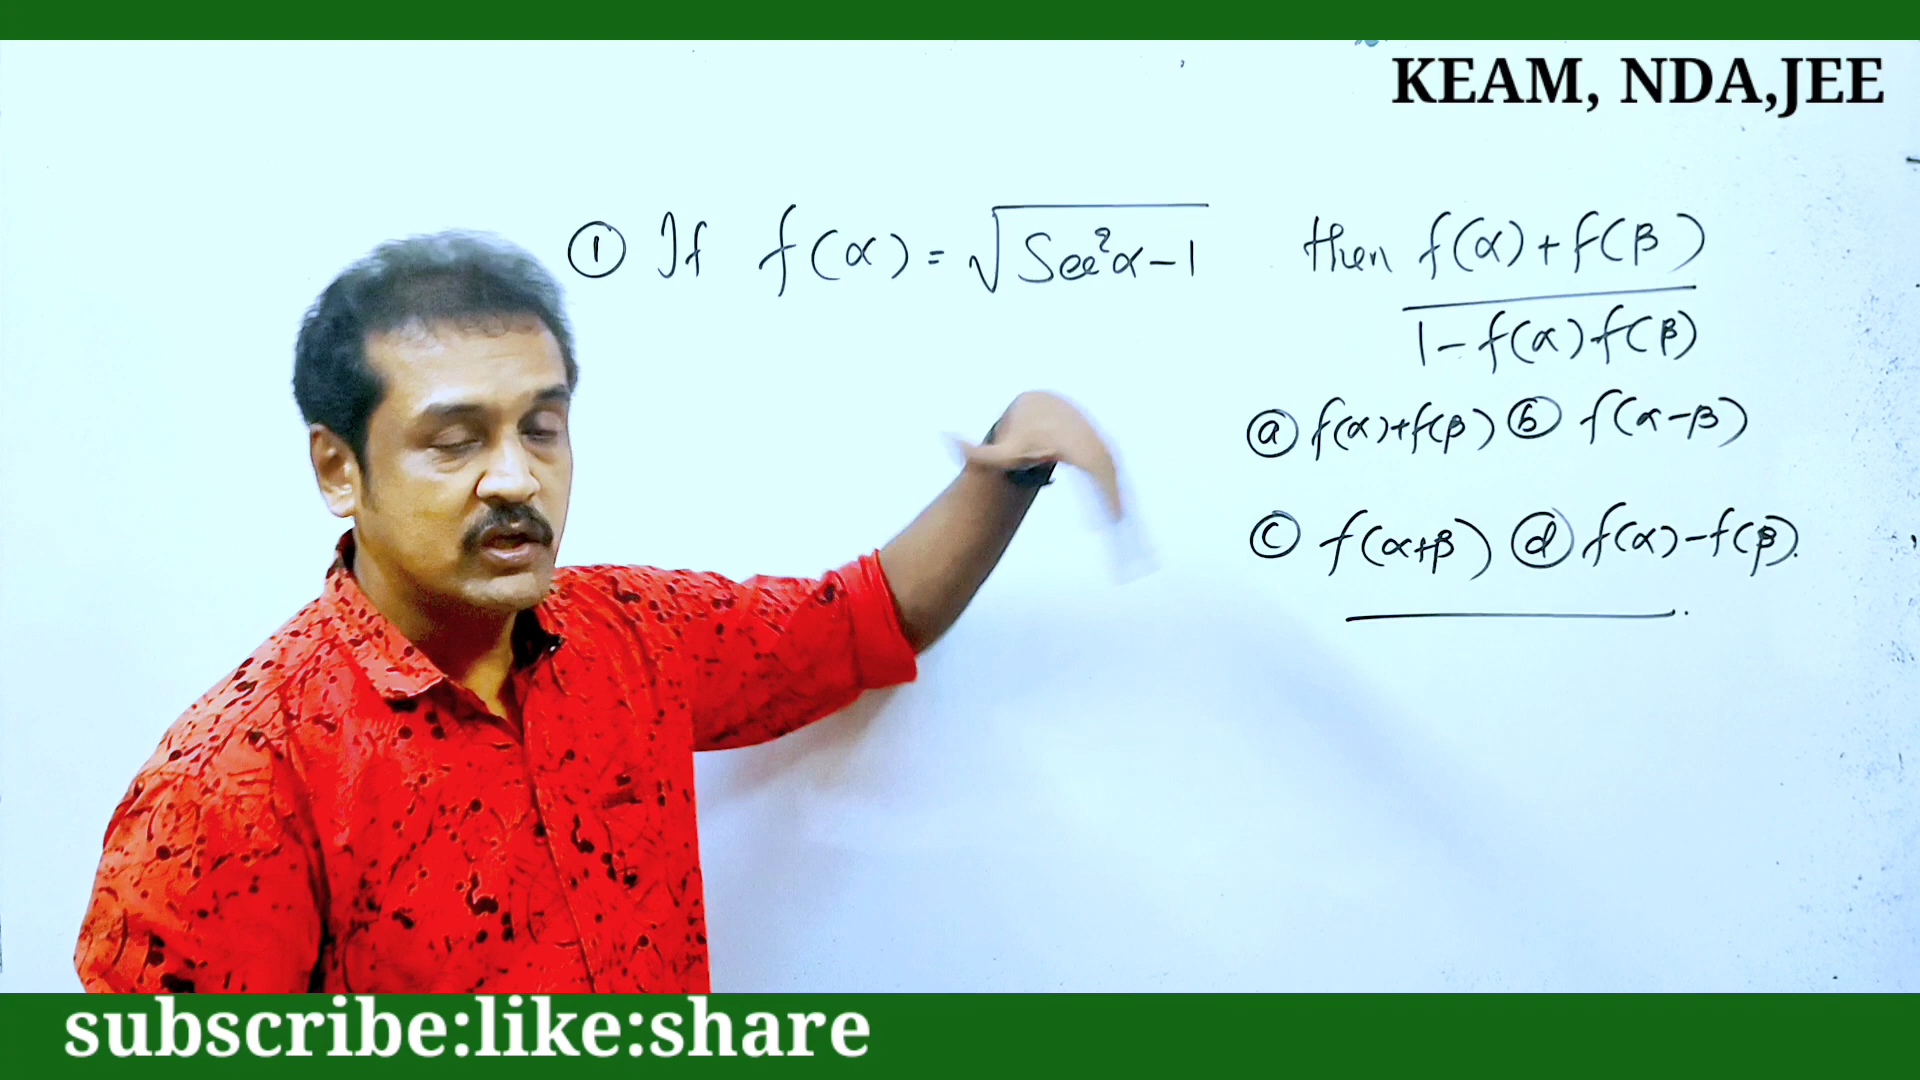 KEAM, NDA,JEE
① If f(α) = √(Sec²α-1) then f(α)+f(β)
1-f(α)f(β)
ⓐ f(α)+f(β) ⓑ f(α-β)
ⓒ f(α+β) ⓓ f(α)-f(β).
subscribe:like:share